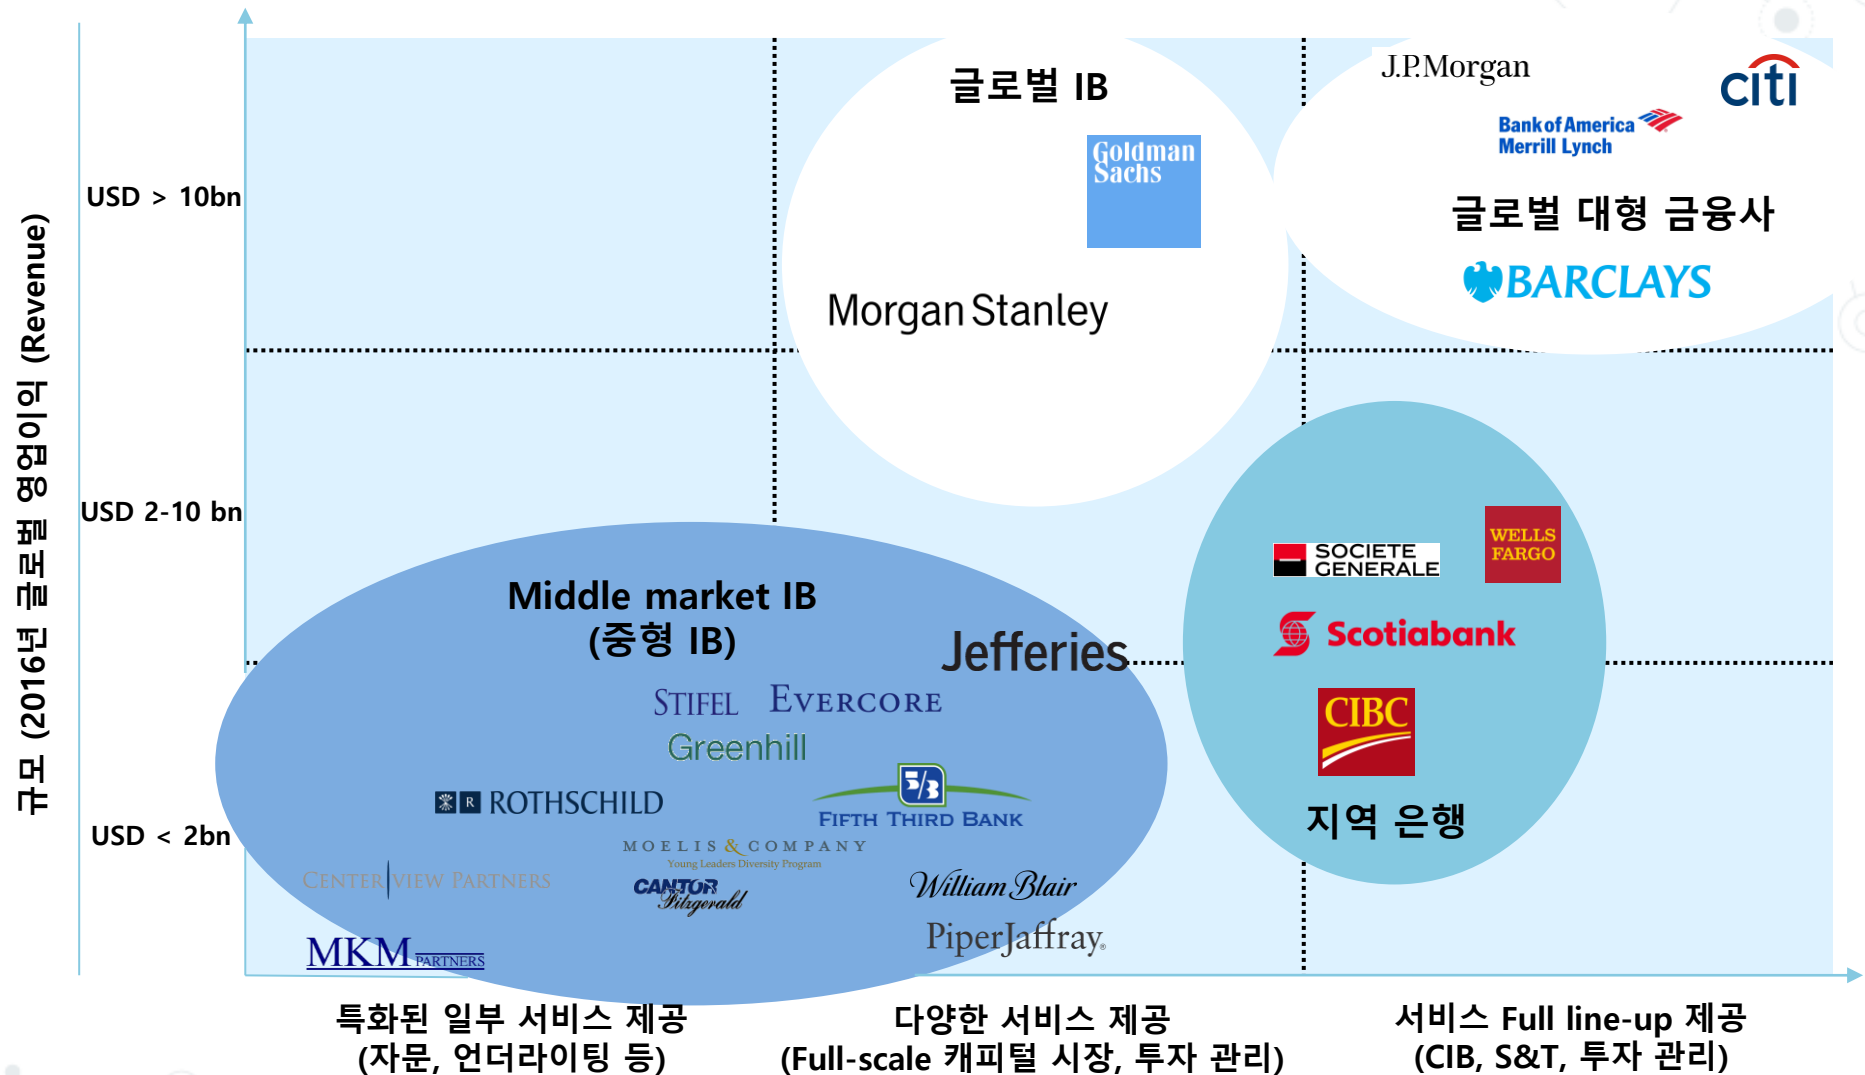 규모 (2016년 글로벌 영업이익 (Revenue)
USD > 10bn
USD 2-10 bn
USD < 2bn
글로벌 IB
Goldman
Sachs
Morgan Stanley
J.P.Morgan
citi
Bank of America
Merrill Lynch
글로벌 대형 금융사
BARCLAYS
Middle market IB
(중형 IB)
Jefferies
STIFEL
EVERCORE
Greenhill
R ROTHSCHILD
5/3
FIFTH THIRD BANK
MOELIS & COMPANY
Young Leaders Diversity Program
CENTERVIEW PARTNERS
CANTOR
Fitzgerald
William Blair
PiperJaffray®
MKM PARTNERS
SOCIETE
GENERALE
WELLS
FARGO
Scotiabank
CIBC
지역 은행
특화된 일부 서비스 제공
(자문, 언더라이팅 등)
다양한 서비스 제공
(Full-scale 캐피털 시장, 투자 관리)
서비스 Full line-up 제공
(CIB, S&T, 투자 관리)